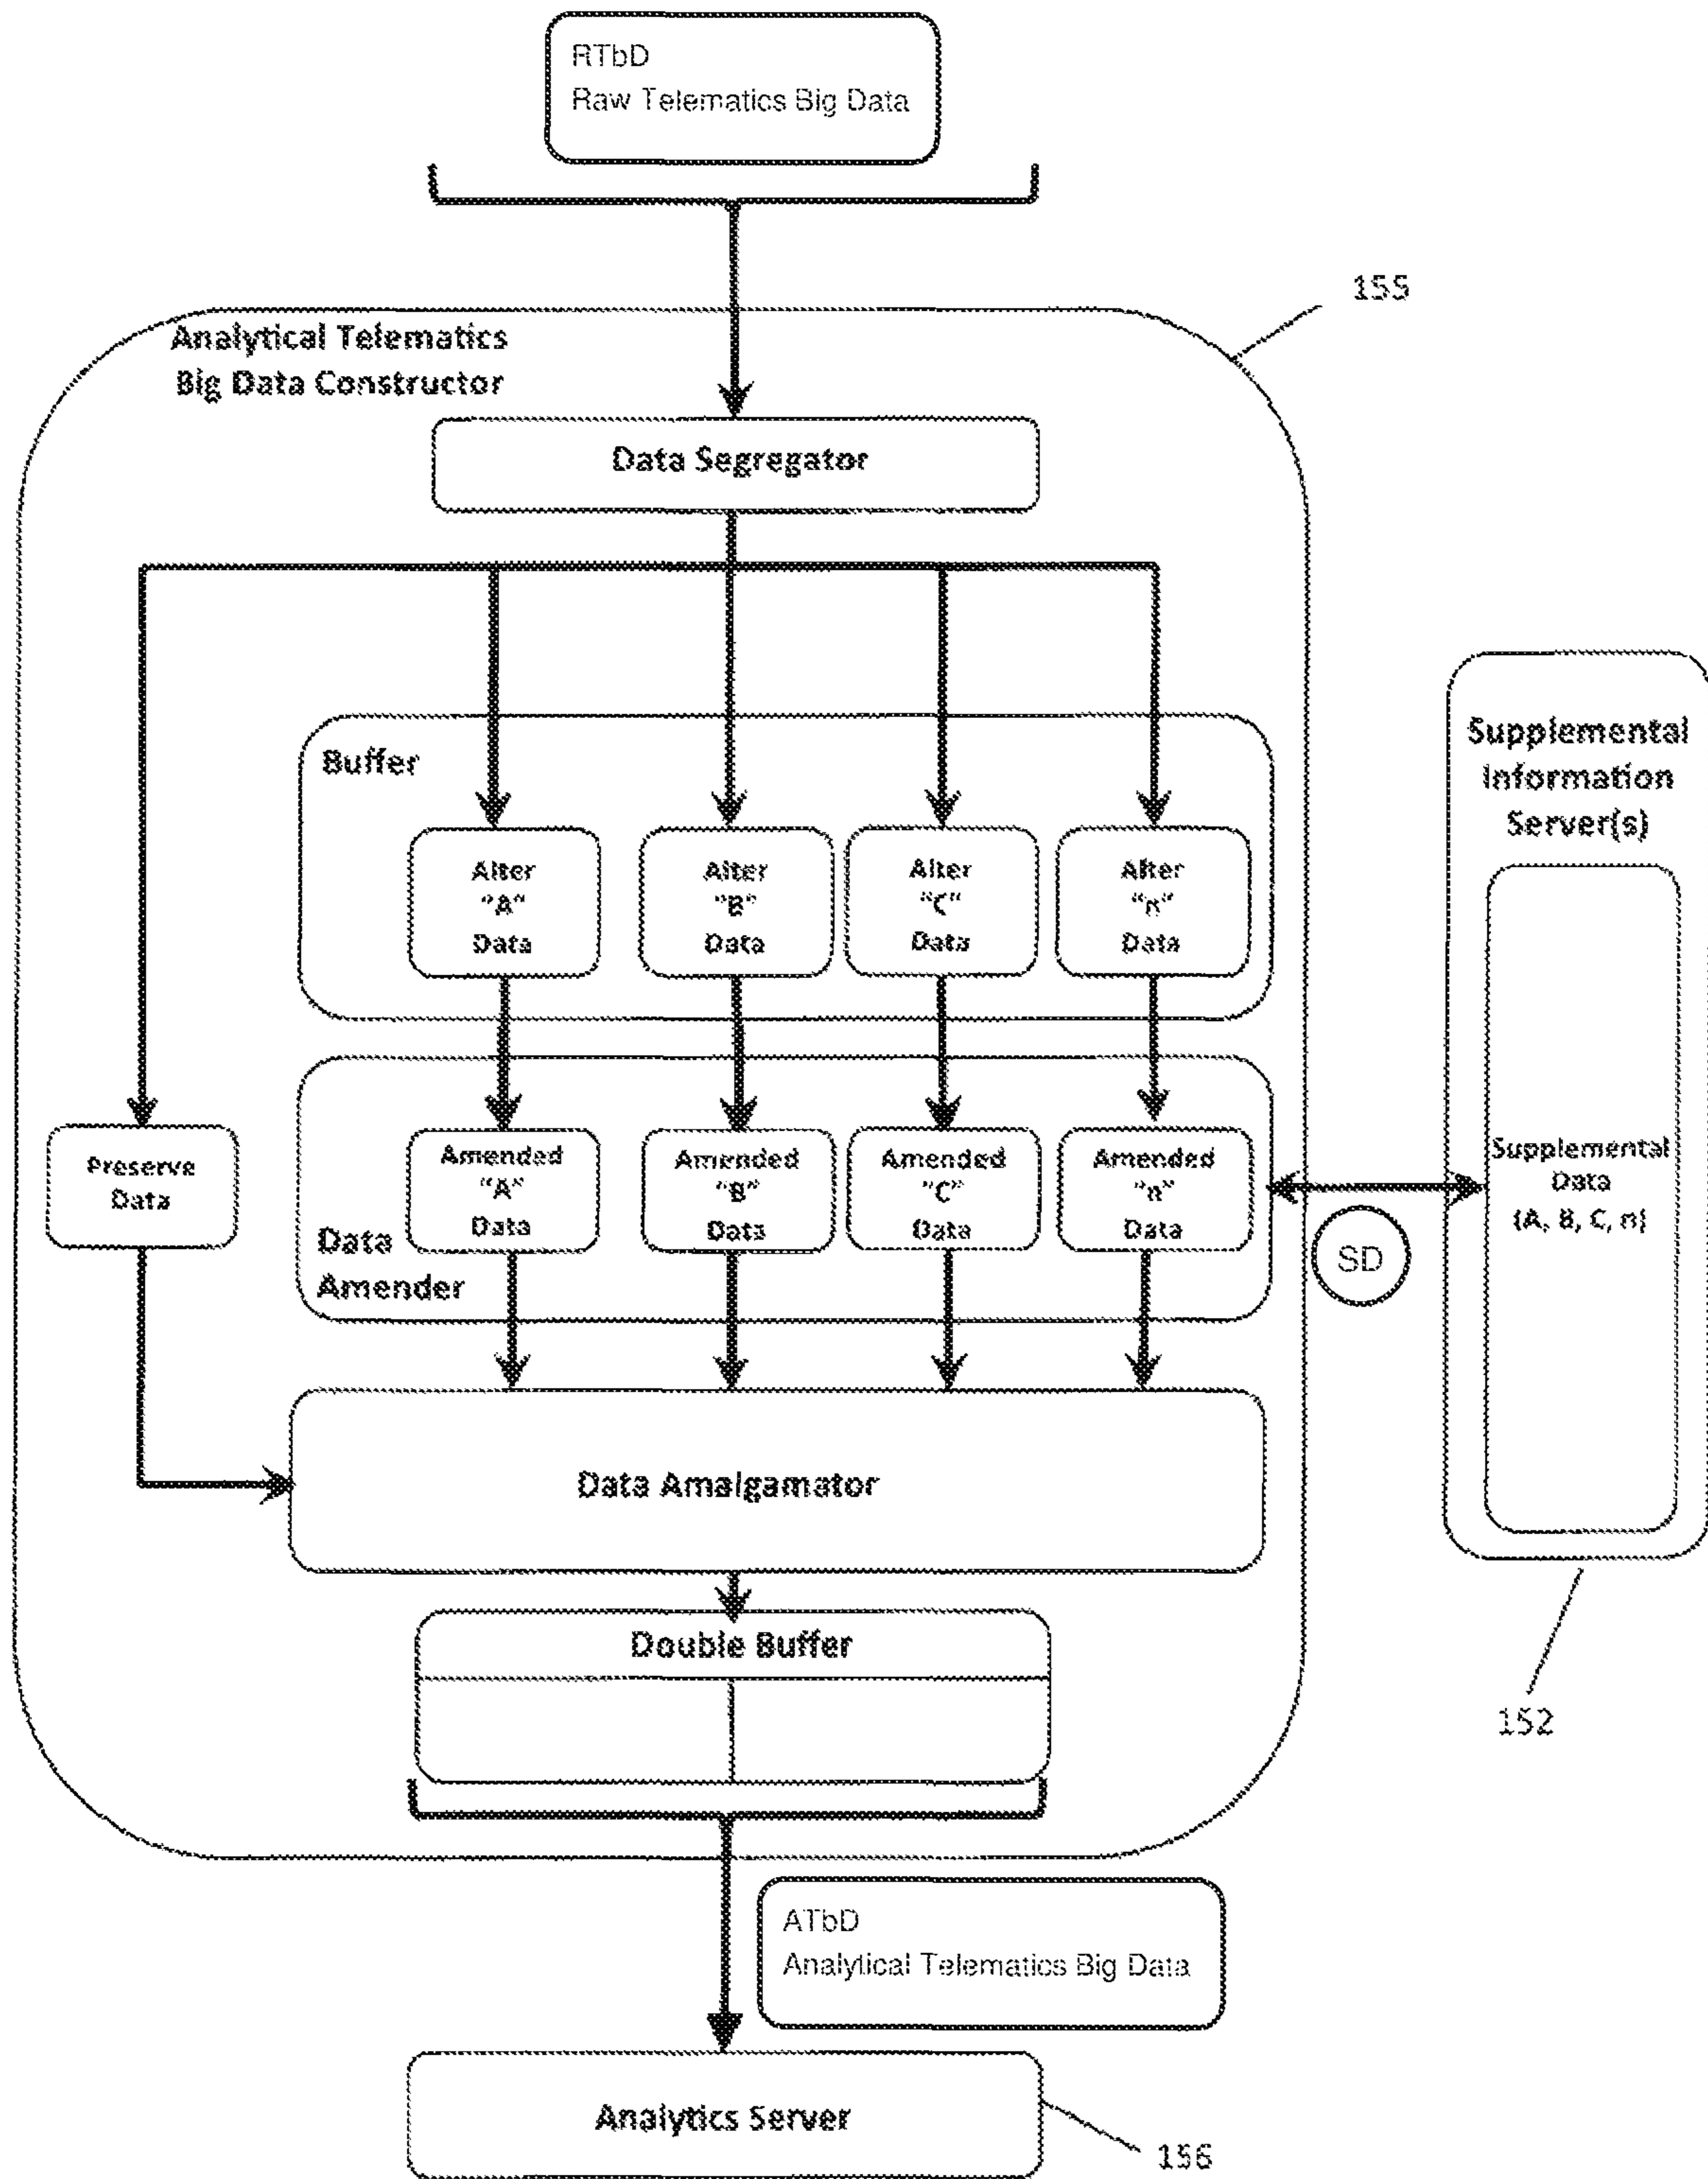 RTbD
Raw Telematics Big Data
155
Analytical Telematics
Big Data Constructor
Data Segregator
Buffer
Alter
"A"
Data
Alter
"B"
Data
Alter
"C"
Data
Alter
"n"
Data
Supplemental
Information
Server(s)
Preserve
Data
Data
Amender
Amended
"A"
Data
Amended
"B"
Data
Amended
"C"
Data
Amended
"n"
Data
SD
Supplemental
Data
(A, B, C, n)
Data Amalgamator
Double Buffer
152
ATbD
Analytical Telematics Big Data
Analytics Server
156